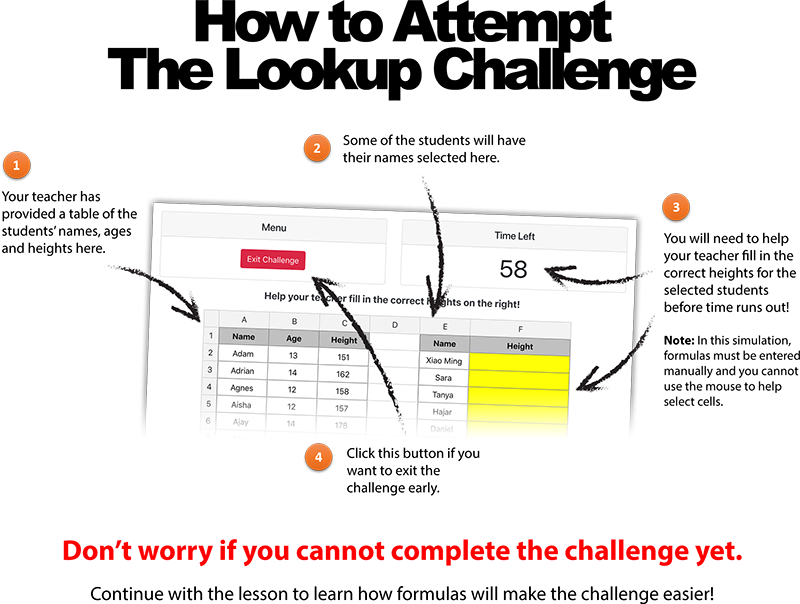 How to Attempt
The Lookup Challenge
1
Your teacher has
provided a table of the
students’ names, ages
and heights here.
2
Some of the students will have
their names selected here.
3
You will need to help
your teacher fill in the
correct heights for the
selected students
before time runs out!
Note: In this simulation,
formulas must be entered
manually and you cannot
use the mouse to help
select cells.
Menu
Exit Challenge
Time Left
58
Help your teacher fill in the correct heights on the right!
A B C D E F
1 Name Age Height Name Height
2 Adam 13 151 Xiao Ming
3 Adrian 14 162 Sara
4 Agnes 12 158 Tanya
5 Aisha 12 157 Hajar
6 Ajay 14 178 Daniel
4
Click this button if you
want to exit the
challenge early.
Don’t worry if you cannot complete the challenge yet.
Continue with the lesson to learn how formulas will make the challenge easier!